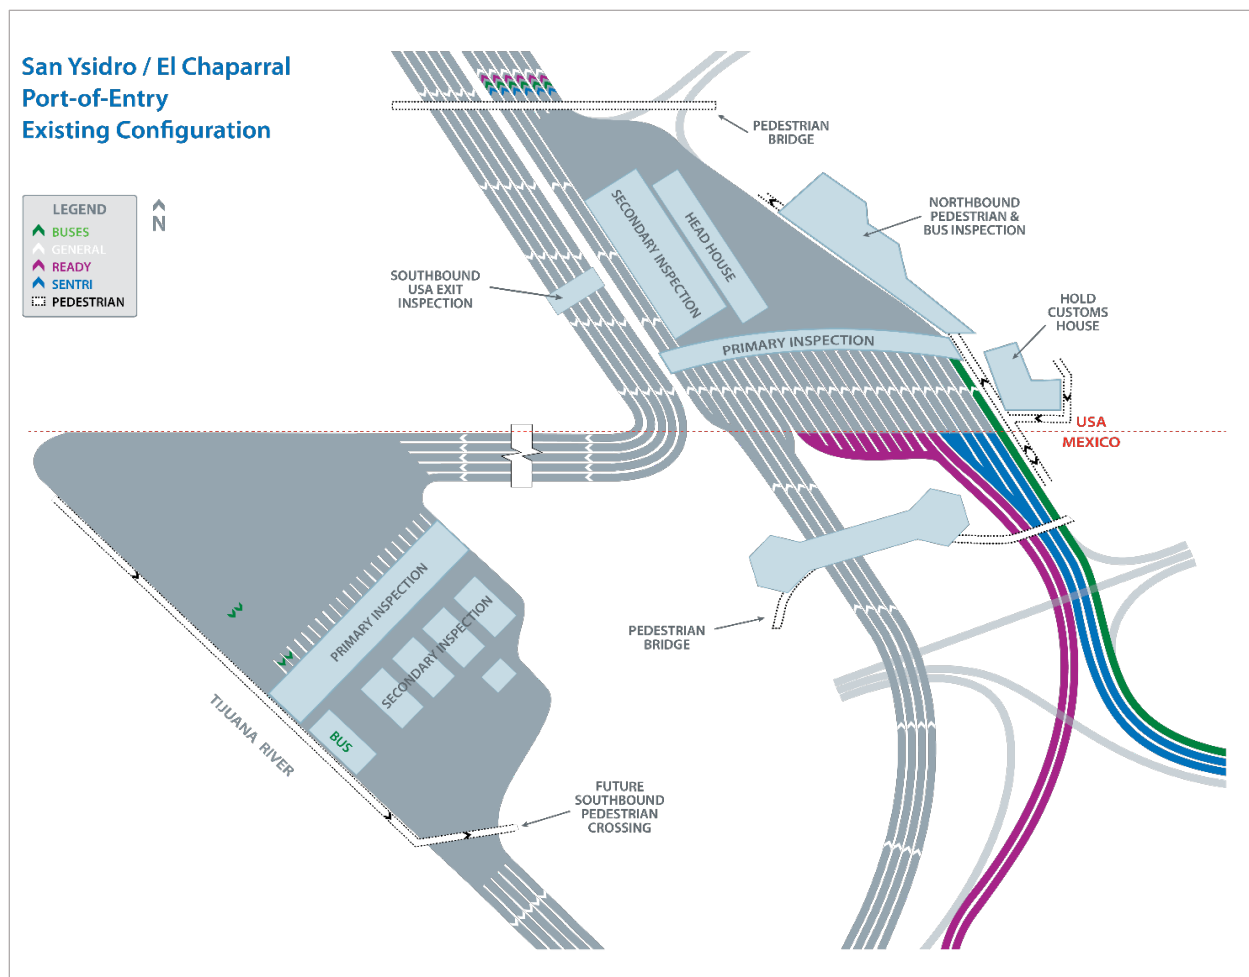 San Ysidro / El Chaparral
Port-of-Entry
Existing Configuration
LEGEND
N
BUSES
GENERAL
READY
SENTRI
PEDESTRIAN
PEDESTRIAN
BRIDGE
SECONDARY INSPECTION
HEAD HOUSE
NORTHBOUND
PEDESTRIAN &
BUS INSPECTION
SOUTHBOUND
USA EXIT
INSPECTION
HOLD
CUSTOMS
HOUSE
PRIMARY INSPECTION
USA
MEXICO
PRIMARY INSPECTION
SECONDARY INSPECTION
PEDESTRIAN
BRIDGE
TIJUANA RIVER
BUS
FUTURE
SOUTHBOUND
PEDESTRIAN
CROSSING